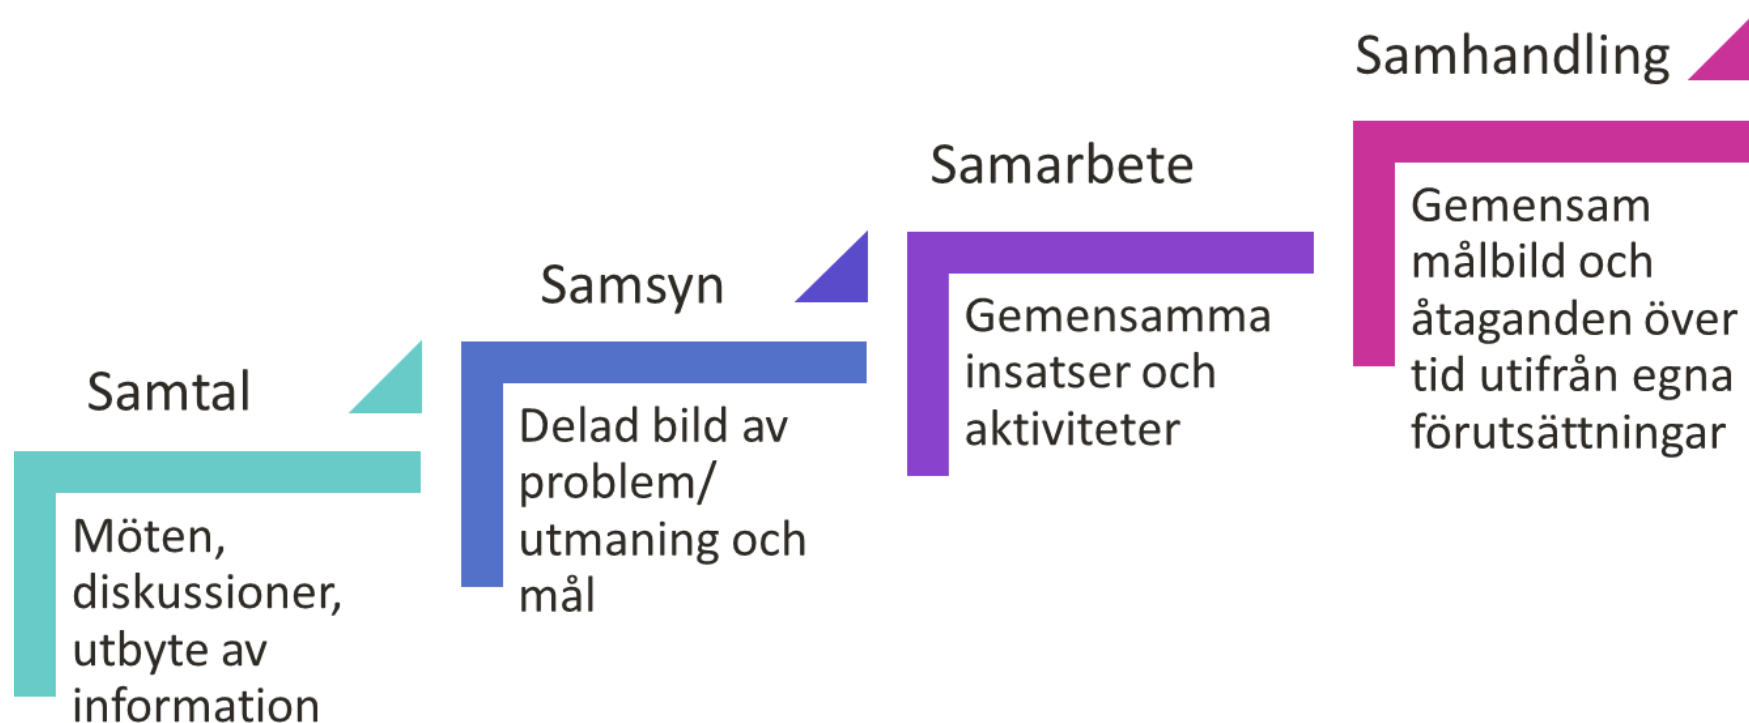 Samtal
Möten,
diskussioner,
utbyte av
information
Samsyn
Delad bild av
problem/
utmaning och
mål
Samarbete
Gemensamma
insatser och
aktiviteter
Samhandling
Gemensam
målbild och
åtaganden över
tid utifrån egna
förutsättningar